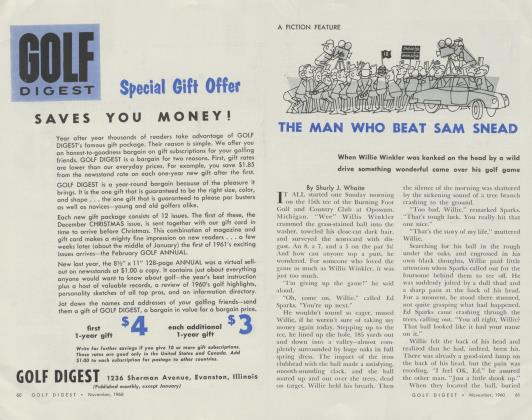 GOLF
DIGEST
Special Gift Offer
SAVES YOU MONEY!
Year after year thousands of readers take advantage of GOLF
DIGEST's famous gift package. Their reason is simple. We offer you
an honest-to-goodness bargain on gift subscriptions for your golfing
friends. GOLF DIGEST is a bargain for two reasons. First, gift rates
are lower than our everyday prices. For example, you save $1.85
from the newsstand rate on each one-year new gift after the first.
GOLF DIGEST is a year-round bargain because of the pleasure it
brings. It is the one gift that is guaranteed to be the right size, color,
and shape . . . the one gift that is guaranteed to please par busters
as well as novices—young and old golfers alike.
Each new gift package consists of 12 issues. The first of these, the
December CHRISTMAS issue, is sent together with our gift card in
time to arrive before Christmas. This combination of magazine and
gift card makes a mighty fine impression on new readers . . . a few
weeks later (about the middle of January) the first of 1961's exciting
issues arrives—the February GOLF ANNUAL.
New last year, the 8½" x 11" 128-page ANNUAL was a virtual sell-
out on newsstands at $1.00 a copy. It contains just about everything
anyone would want to know about golf—the year's best instruction
plus a host of valuable records, a review of 1960's golf highlights,
personality sketches of all top pros, and an information directory.
Jot down the names and addresses of your golfing friends—send
them a gift of GOLF DIGEST, a bargain in value for a bargain price.
first
1-year gift $4
each additional
1-year gift $3
Write for further savings if you give 10 or more gift subscriptions.
These rates are good only in the United States and Canada. Add
$1.00 to each subscription for postage to other countries.
GOLF DIGEST 1236 Sherman Avenue, Evanston, Illinois
(Published monthly, except January)
60 GOLF DIGEST • November, 1960
A FICTION FEATURE
THE MAN WHO BEAT SAM SNEAD
When Willie Winkler was konked on the head by a wild
drive something wonderful came over his golf game
By Shurly J. Whaite
IT ALL started one Sunday morning
on the 15th tee of the Burning Foot
Golf and Country Club at Opossum,
Michigan. "Wee" Willie Winkler
crammed the grass-stained ball into the
washer, toweled his close-cut dark hair,
and surveyed the scorecard with dis-
gust. An 8, a 7, and a 5 on the par 3s.
And how can anyone top a putt, he
wondered. For someone who loved the
game as much as Willie Winkler, it was
just too much.
"I'm giving up the game!" he said
aloud.
"Oh, come on, Willie," called Ed
Sparks. "You're up next."
He wouldn't sound so eager, mused
Willie, if he weren't sure of taking my
money again today. Stepping up to the
tee, he lined up the hole, 185 yards out
and down into a valley—almost com-
pletely surrounded by huge oaks in full
spring dress. The impact of the iron
clubhead with the ball made a satisfying,
smooth-sounding clack, and the ball
soared up and out over the trees, dead
on target. Willie held his breath. Then
the silence of the morning was shattered
by the sickening sound of a tree branch
crashing to the ground.
"Too bad, Willie," remarked Sparks.
"That's tough luck. You really hit that
one nice."
"That's the story of my life," muttered
Willie.
Searching for his ball in the rough
under the oaks, and engrossed in his
own black thoughts, Willie paid little
attention when Sparks called out for the
foursome behind them to tee off. He
was suddenly jolted by a dull thud and
a sharp pain at the back of his head.
For a moment, he stood there stunned,
not quite grasping what had happened.
Ed Sparks came crashing through the
trees, calling out. "You all right, Willie?
That ball looked like it had your name
on it."
Willie felt the back of his head and
realized that he had, indeed, been hit.
There was already a good-sized lump on
the back of his head, but the pain was
receding. "I feel OK, Ed," he assured
the other man. "Just a little shook up."
When they located the ball, buried
GOLF DIGEST • November, 1960 61